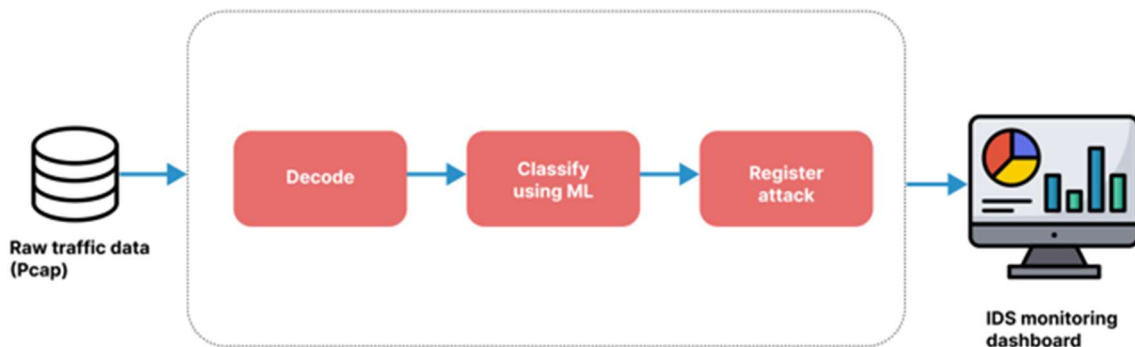 Raw traffic data
(Pcap)
Decode
Classify
using ML
Register
attack
IDS monitoring
dashboard